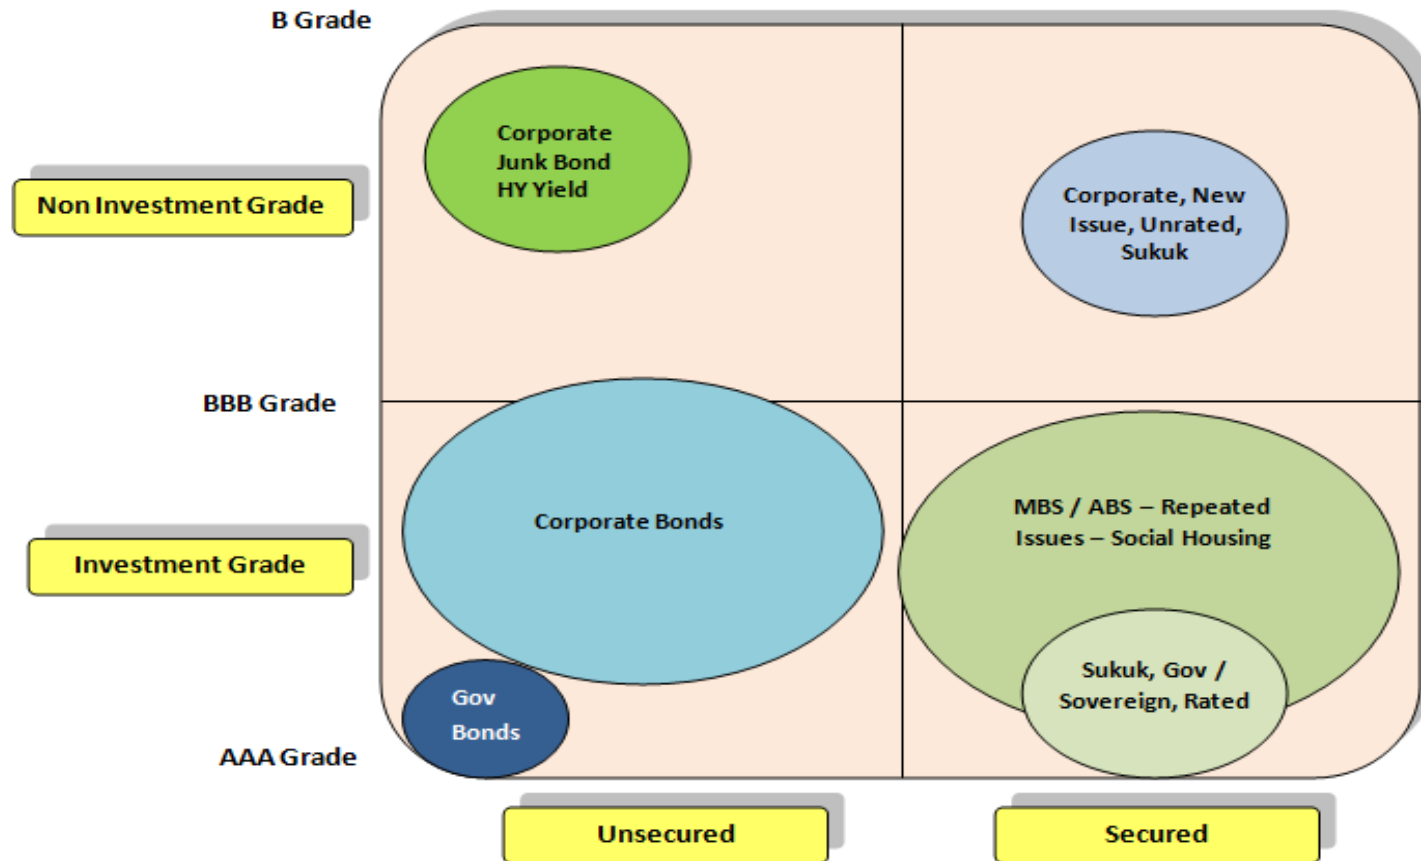 B Grade
Corporate
Junk Bond
HY Yield
Non Investment Grade
Corporate, New
Issue, Unrated,
Sukuk
BBB Grade
Corporate Bonds
MBS / ABS – Repeated
Issues – Social Housing
Investment Grade
Gov
Bonds
Sukuk, Gov /
Sovereign, Rated
AAA Grade
Unsecured
Secured